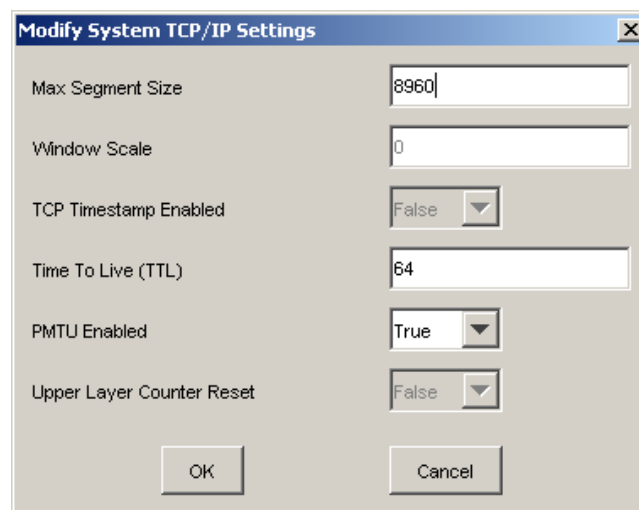 Modify System TCP/IP Settings
Max Segment Size 8960
Window Scale 0
TCP Timestamp Enabled False
Time To Live (TTL) 64
PMTU Enabled True
Upper Layer Counter Reset False
OK Cancel